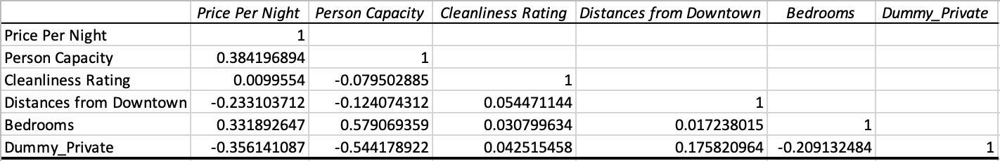 Price Per Night Person Capacity Cleanliness Rating Distances from Downtown Bedrooms Dummy_Private
Price Per Night 1
Person Capacity 0.384196894 1
Cleanliness Rating 0.0099554 -0.079502885 1
Distances from Downtown -0.233103712 -0.124074312 0.054471144 1
Bedrooms 0.331892647 0.579069359 0.030799634 0.017238015 1
Dummy_Private -0.356141087 -0.544178922 0.042515458 0.175820964 -0.209132484 1